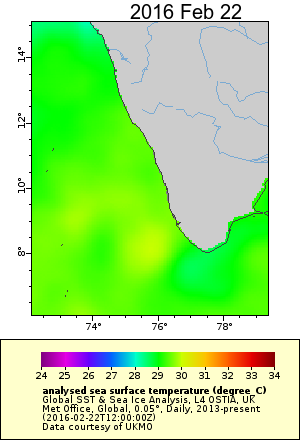 2016 Feb 22
14°
12°
10°
8°
74°
76°
78°
24 25 26 27 28 29 30 31 32 33 34
analysed sea surface temperature (degree_C)
Global SST & Sea Ice Analysis, L4 OSTIA, UK
Met Office, Global, 0.05°, Daily, 2013-present
(2016-02-22T12:00:00Z)
Data courtesy of UKMO